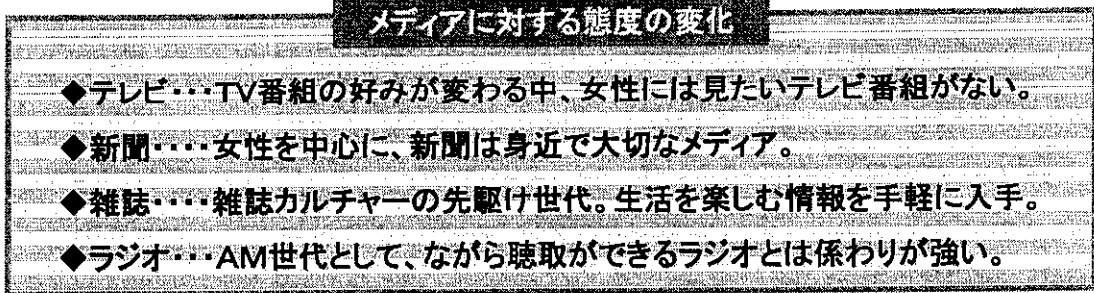 メディアに対する態度の変化
◆テレビ・・・TV番組の好みが変わる中、女性には見たいテレビ番組がない。
◆新聞・・・・女性を中心に、新聞は身近で大切なメディア。
◆雑誌・・・・雑誌カルチャーの先駆け世代。生活を楽しむ情報を手軽に入手。
◆ラジオ・・・AM世代として、ながら聴取ができるラジオとは係わりが強い。